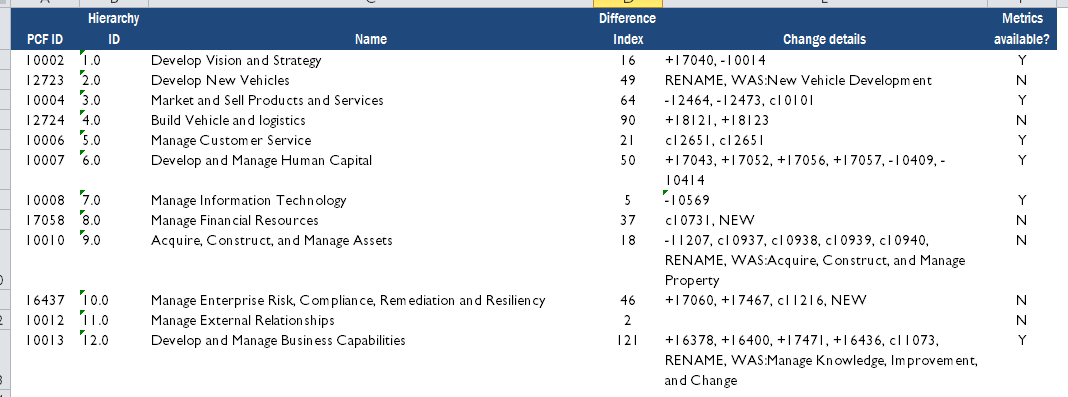 Hierarchy Difference Metrics
PCF ID ID Name Index Change details available?
10002 1.0 Develop Vision and Strategy 16 +17040, -10014 Y
12723 2.0 Develop New Vehicles 49 RENAME, WAS:New Vehicle Development N
10004 3.0 Market and Sell Products and Services 64 -12464, -12473, c10101 Y
12724 4.0 Build Vehicle and logistics 90 +18121, +18123 N
10006 5.0 Manage Customer Service 21 c12651, c12651 Y
10007 6.0 Develop and Manage Human Capital 50 +17043, +17052, +17056, +17057, -10409, - Y
10414
10008 7.0 Manage Information Technology 5 -10569 Y
17058 8.0 Manage Financial Resources 37 c10731, NEW N
10010 9.0 Acquire, Construct, and Manage Assets 18 -11207, c10937, c10938, c10939, c10940, N
RENAME, WAS:Acquire, Construct, and Manage
Property
16437 10.0 Manage Enterprise Risk, Compliance, Remediation and Resiliency 46 +17060, +17467, c11216, NEW N
10012 11.0 Manage External Relationships 2 N
10013 12.0 Develop and Manage Business Capabilities 121 +16378, +16400, +17471, +16436, c11073, Y
RENAME, WAS:Manage Knowledge, Improvement,
and Change